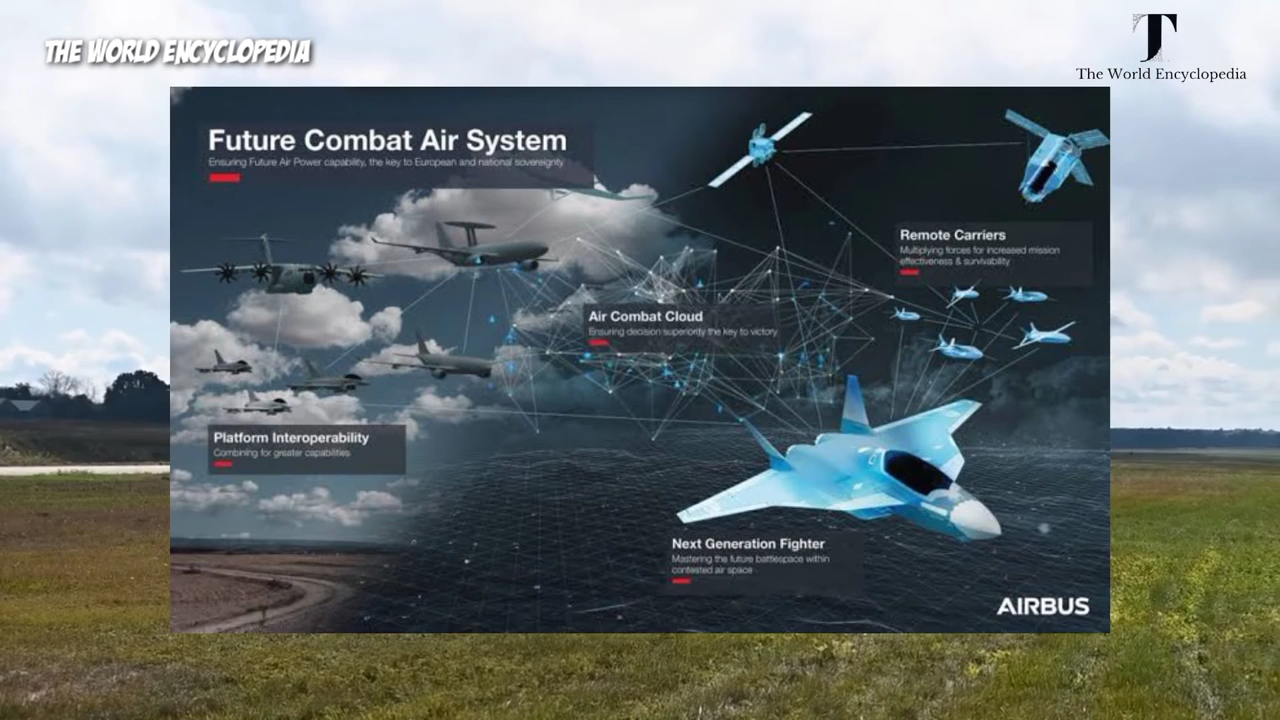 THE WORLD ENCYCLOPEDIA
T
The World Encyclopedia
Future Combat Air System
Ensuring Future Air Power capability, the key to European and national sovereignty
Remote Carriers
Multiplying forces for increased mission
effectiveness & survivability
Air Combat Cloud
Ensuring decision superiority the key to victory
Platform Interoperability
Combining for greater capabilities
Next Generation Fighter
Mastering the future battlespace within
contested air space
AIRBUS